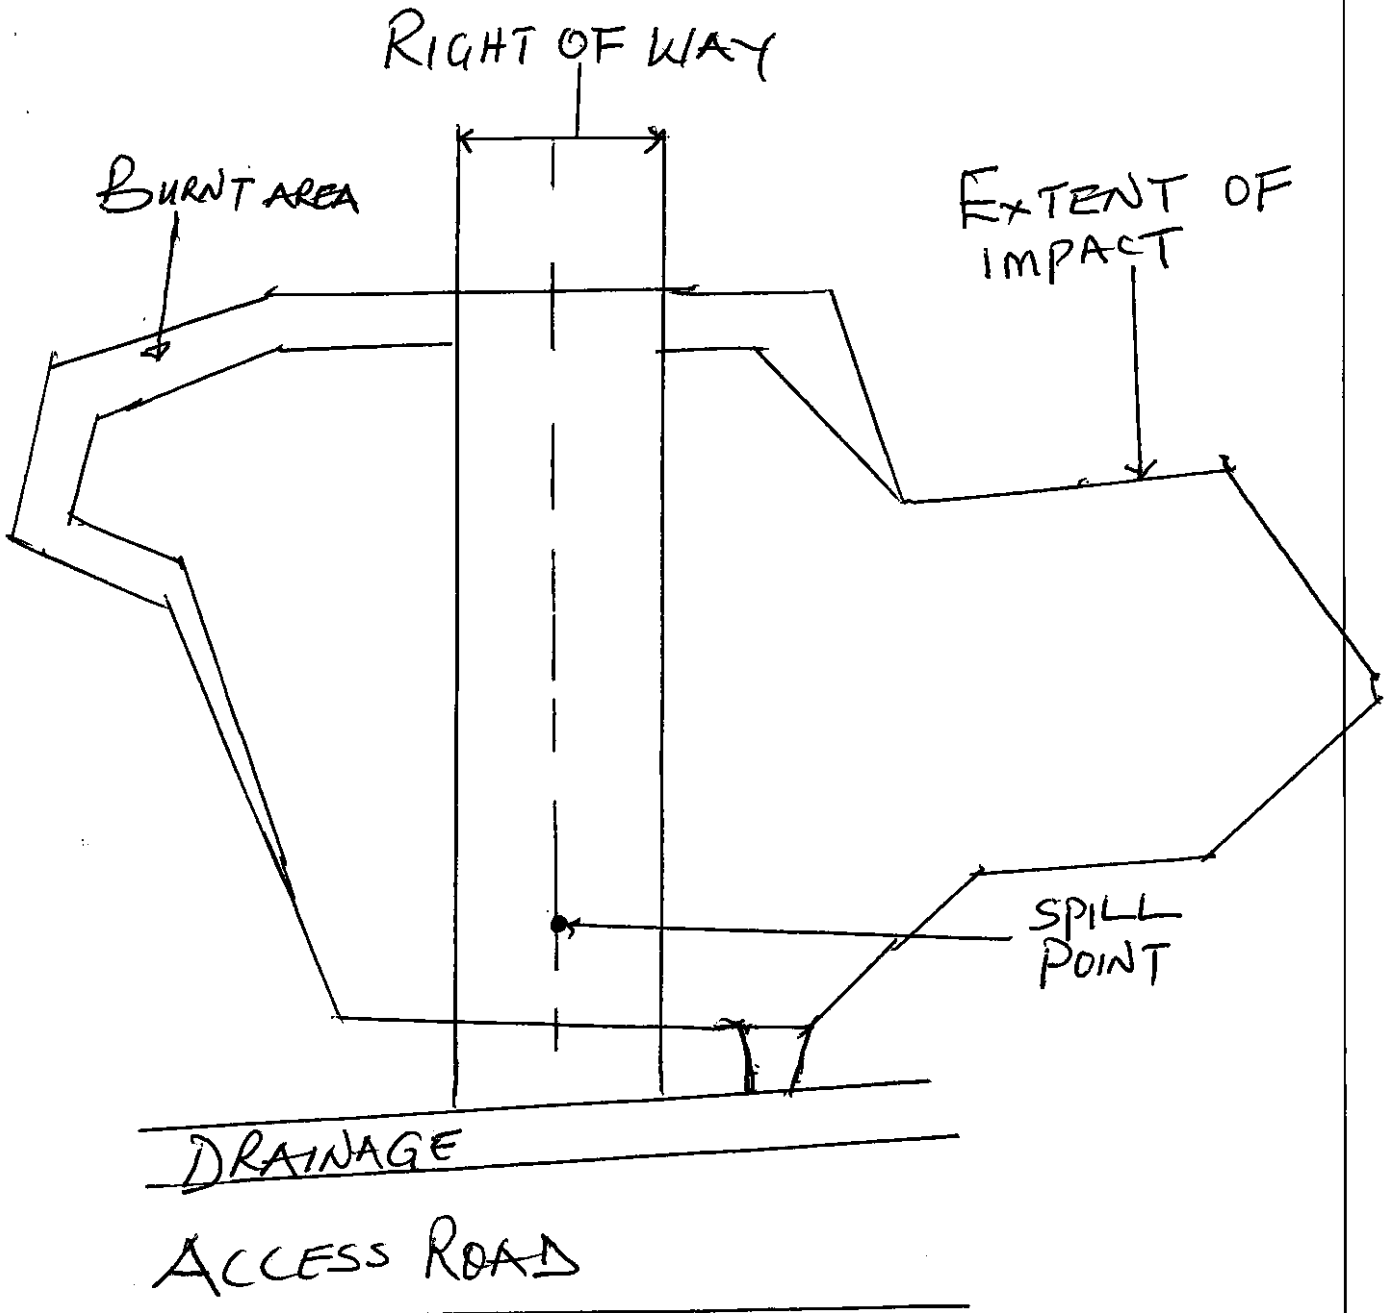 RIGHT OF WAY
BURNT AREA
EXTENT OF
IMPACT
SPILL
POINT
DRAINAGE
ACCESS ROAD